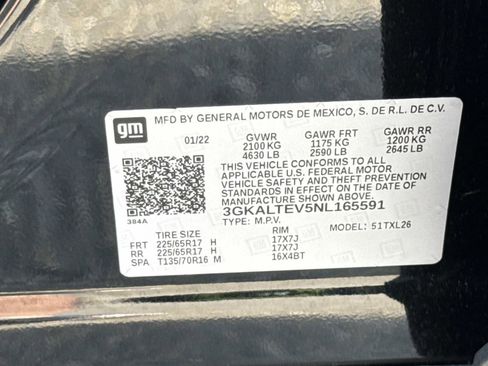 gm
MFD BY GENERAL MOTORS DE MEXICO, S. DE R.L. DE C.V.
01/22 GVWR GAWR FRT GAWR RR
2100 KG 1175 KG 1200 KG
4630 LB 2590 LB 2645 LB
THIS VEHICLE CONFORMS TO ALL
APPLICABLE U.S. FEDERAL MOTOR
VEHICLE SAFETY AND THEFT PREVENTION
STANDARDS IN EFFECT ON THE DATE OF
MANUFACTURE SHOWN ABOVE.
3GKALTEV5NL165591
TYPE: M.P.V. MODEL: 51TXL26
384A
TIRE SIZE RIM
FRT 225/65R17 H 17X7J
RR 225/65R17 H 17X7J
SPA T135/70R16 M 16X4BT